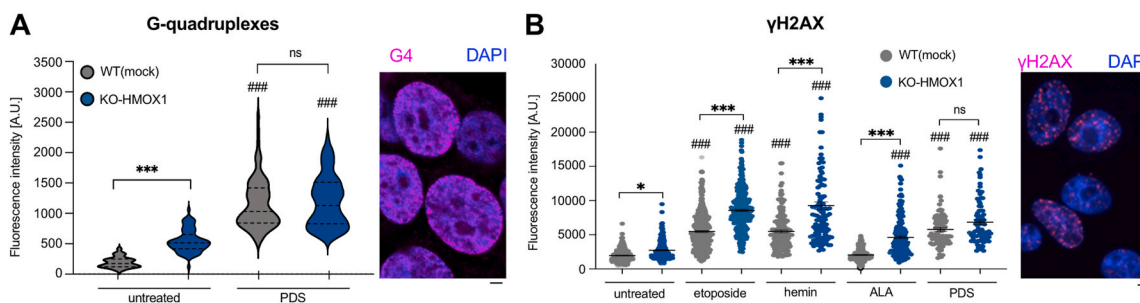 A
G-quadruplexes
Fluorescence intensity [A.U.]
3500
3000
2500
2000
1500
1000
500
0
WT(mock)
KO-HMOX1
***
###
ns
###
untreated
PDS
G4 DAPI
B
γH2AX
Fluorescence intensity [A.U.]
30000
25000
20000
15000
10000
5000
0
WT(mock)
KO-HMOX1
*
###
***
###
###
***
###
***
###
###
ns
###
untreated
etoposide
hemin
ALA
PDS
γH2AX DAP